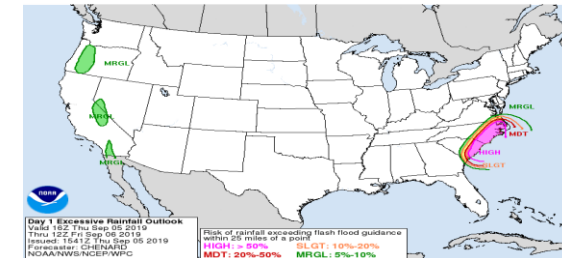 MRGL
MRGL
MRGL
MRGL
MDT
HIGH
SLGT
NOAA
Day 1 Excessive Rainfall Outlook
Valid 16Z Thu Sep 05 2019
Thru 12Z Fri Sep 06 2019
Issued: 1541Z Thu Sep 05 2019
Forecaster: CHENARD
NOAA/NWS/NCEP/WPC
Risk of rainfall exceeding flash flood guidance
within 25 miles of a point
HIGH: > 50% SLGT: 10%-20%
MDT: 20%-50% MRGL: 5%-10%